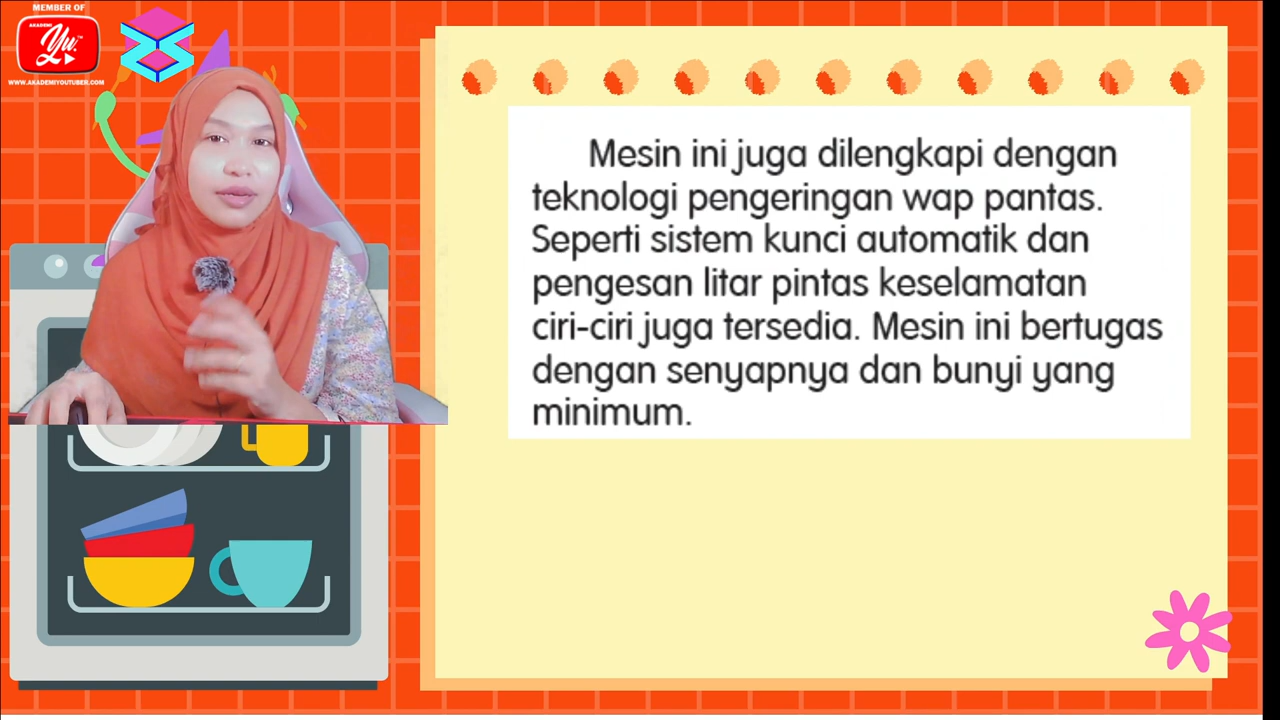 MEMBER OF
AKADEMI
Yu.
WWW.AKADEMIYOUTUBER.COM
Mesin ini juga dilengkapi dengan
teknologi pengeringan wap pantas.
Seperti sistem kunci automatik dan
pengesan litar pintas keselamatan
ciri-ciri juga tersedia. Mesin ini bertugas
dengan senyapnya dan bunyi yang
minimum.